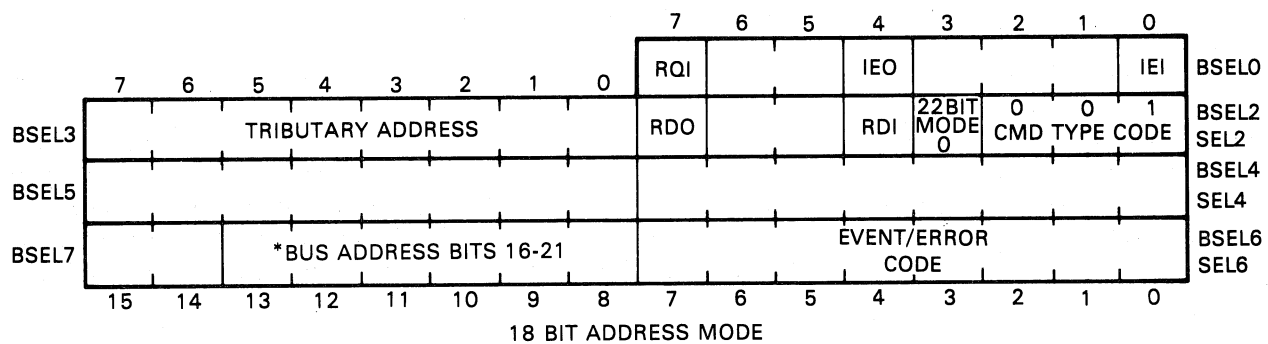 7 6 5 4 3 2 1 0
RQI IEO IEI BSEL0
7 6 5 4 3 2 1 0
BSEL3 TRIBUTARY ADDRESS RDO RDI 22BIT MODE 0 0 0 1 CMD TYPE CODE BSEL2 SEL2
BSEL5 BSEL4 SEL4
BSEL7 *BUS ADDRESS BITS 16-21 EVENT/ERROR CODE BSEL6 SEL6
15 14 13 12 11 10 9 8 7 6 5 4 3 2 1 0
18 BIT ADDRESS MODE